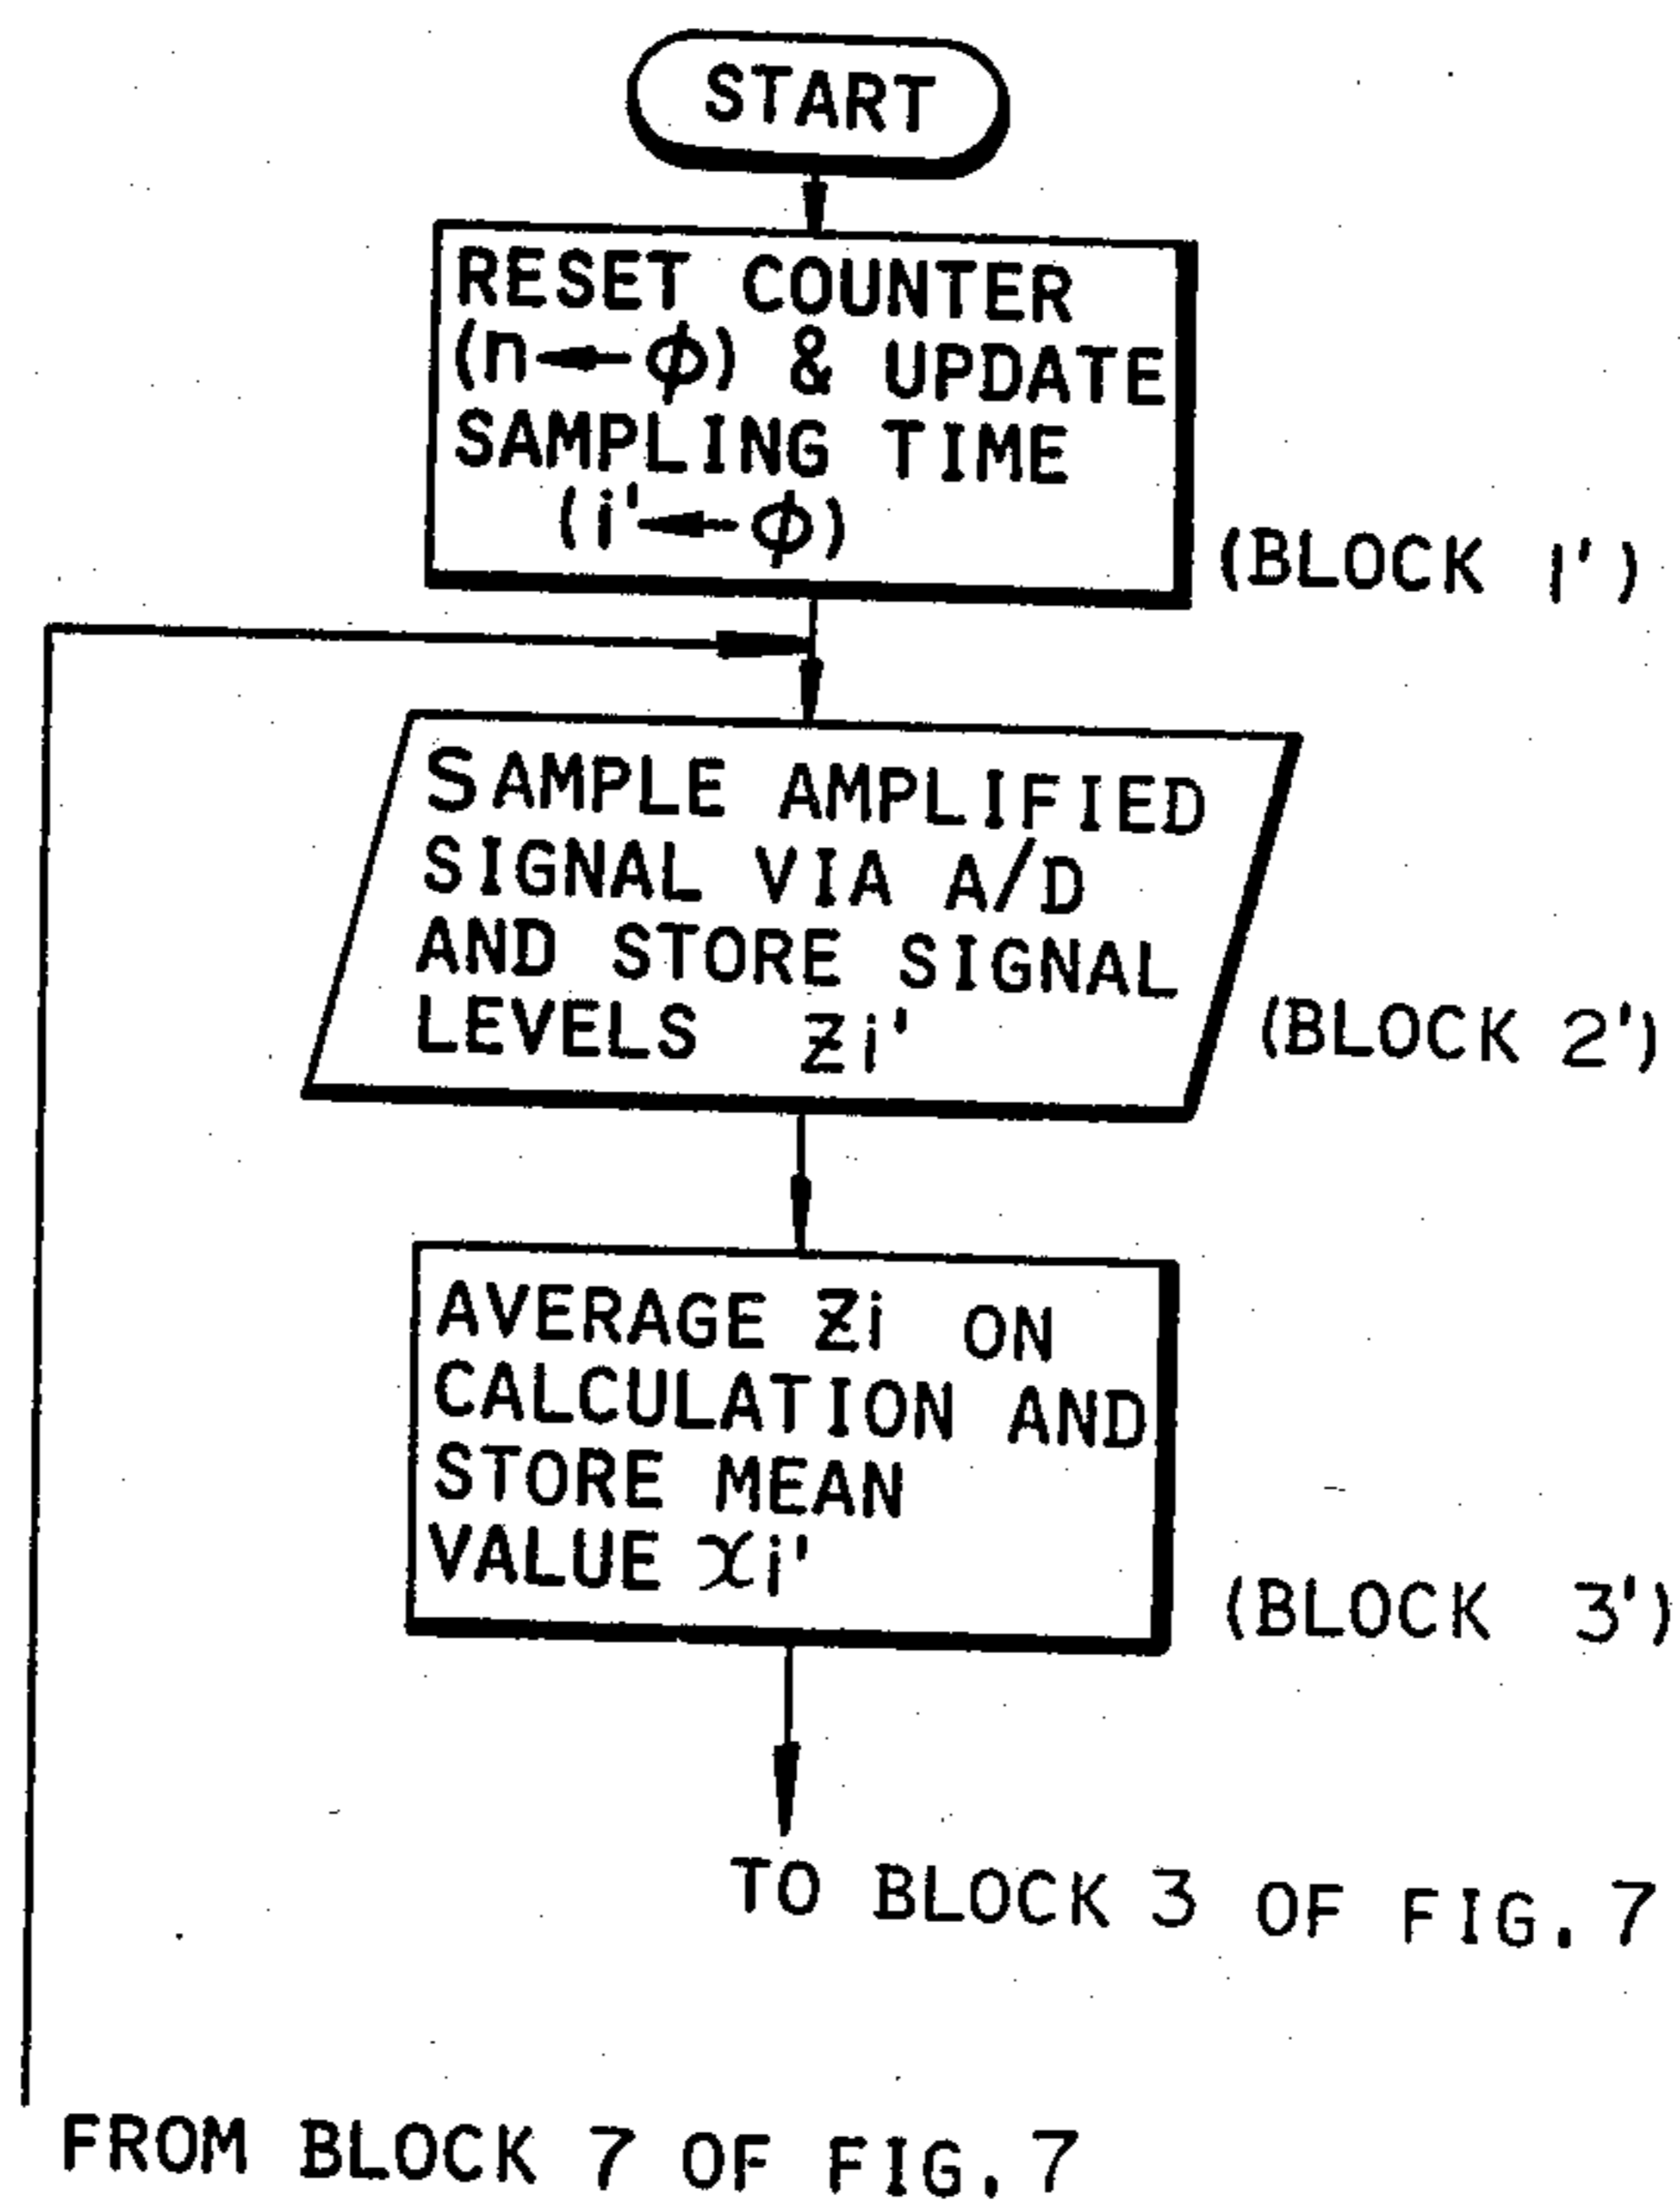 START
RESET COUNTER
(n←ϕ) & UPDATE
SAMPLING TIME
(i'←ϕ)
(BLOCK 1')
SAMPLE AMPLIFIED
SIGNAL VIA A/D
AND STORE SIGNAL
LEVELS Zi'
(BLOCK 2')
AVERAGE Zi ON
CALCULATION AND
STORE MEAN
VALUE xi'
(BLOCK 3')
TO BLOCK 3 OF FIG. 7
FROM BLOCK 7 OF FIG. 7